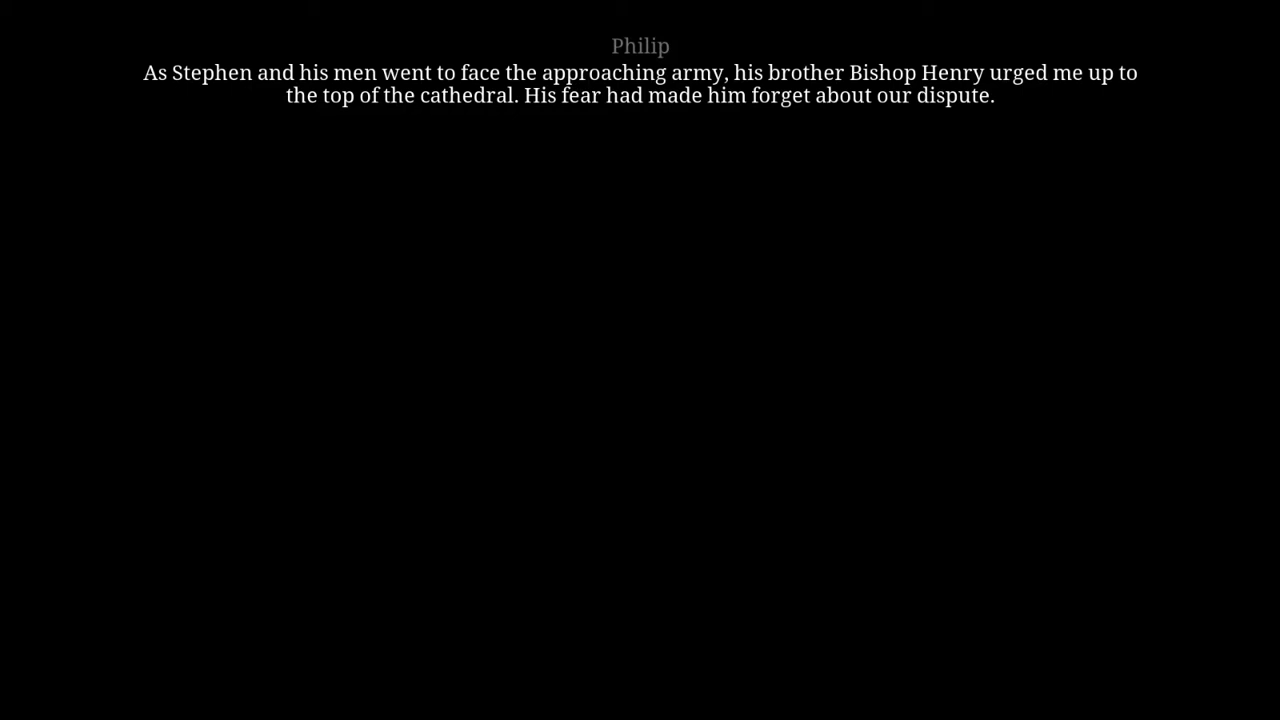 Philip
As Stephen and his men went to face the approaching army, his brother Bishop Henry urged me up to
the top of the cathedral. His fear had made him forget about our dispute.